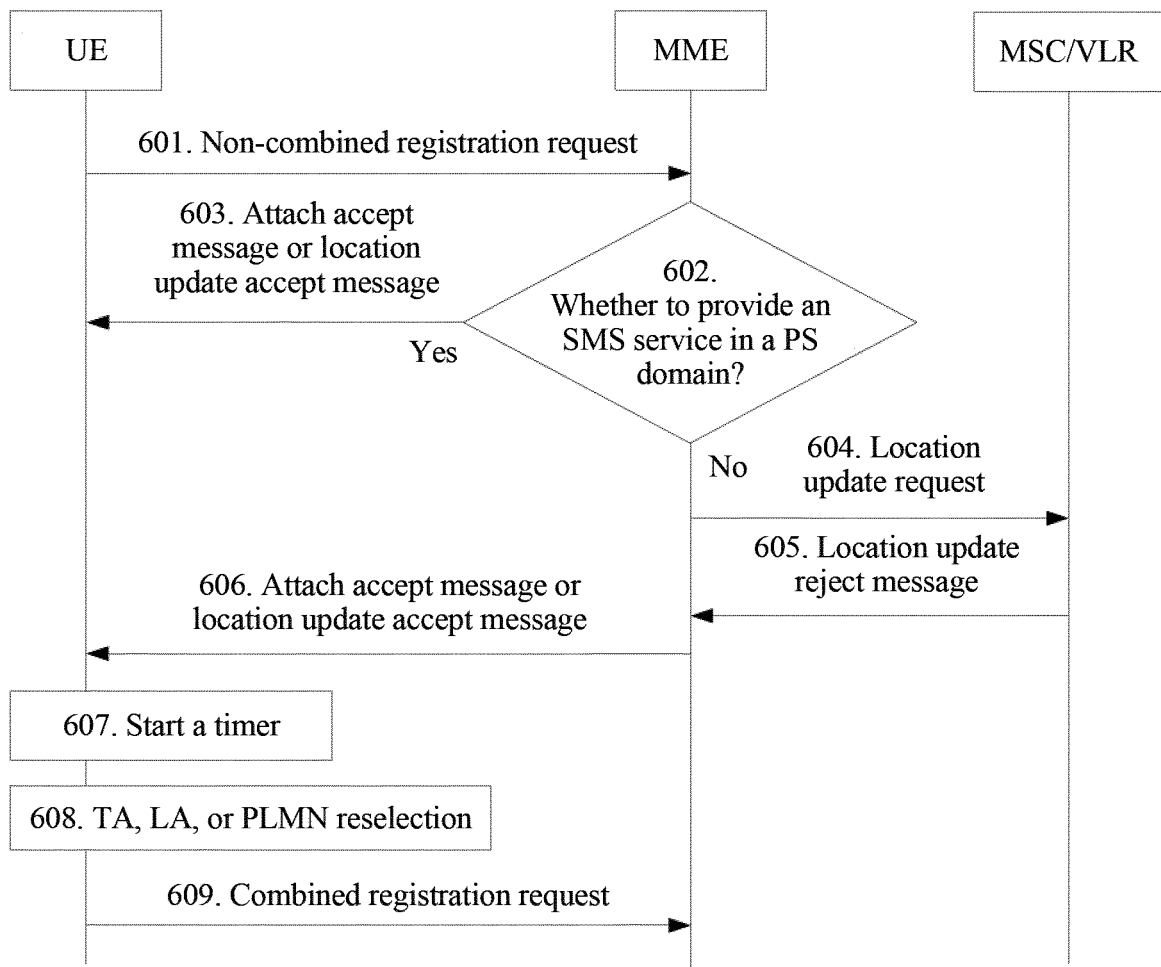 UE
MME
MSC/VLR
601. Non-combined registration request
603. Attach accept
message or location
update accept message
602.
Whether to provide an
SMS service in a PS
domain?
Yes
No
604. Location
update request
605. Location update
reject message
606. Attach accept message or
location update accept message
607. Start a timer
608. TA, LA, or PLMN reselection
609. Combined registration request